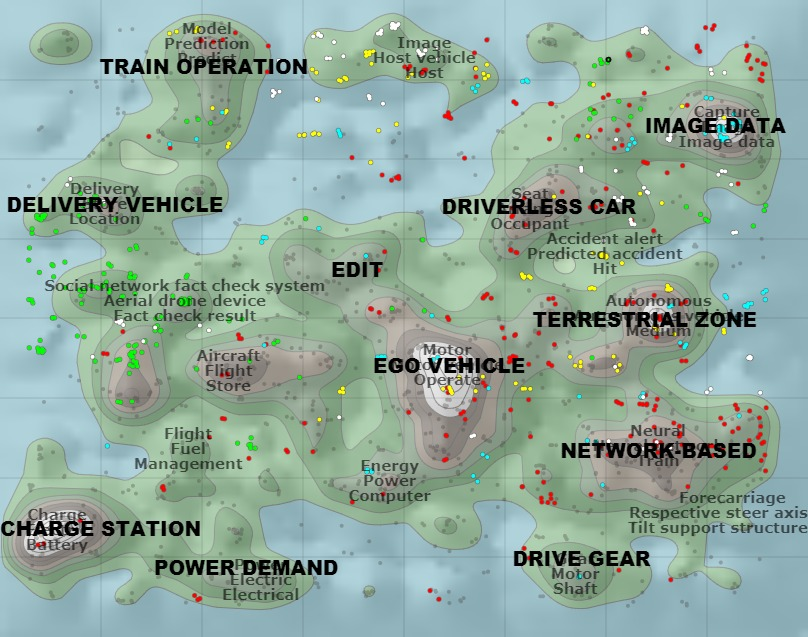 Model
Prediction
Predict
TRAIN OPERATION
Image
Host vehicle
Host
Capture
IMAGE DATA
Image data
Delivery
DELIVERY VEHICLE
Location
Seat
DRIVERLESS CAR
Occupant
Accident alert
Predicted accident
Hit
EDIT
Social network fact check system
Aerial drone device
Fact check result
Autonomous
TERRESTRIAL ZONE
Medium
Aircraft
Flight
Store
Motor
EGO VEHICLE
Operate
Flight
Fuel
Management
Neural
NETWORK-BASED
Train
Energy
Power
Computer
Forecarriage
Respective steer axis
Tilt support structure
Charge
CHARGE STATION
Battery
POWER DEMAND
Electric
Electrical
DRIVE GEAR
Motor
Shaft